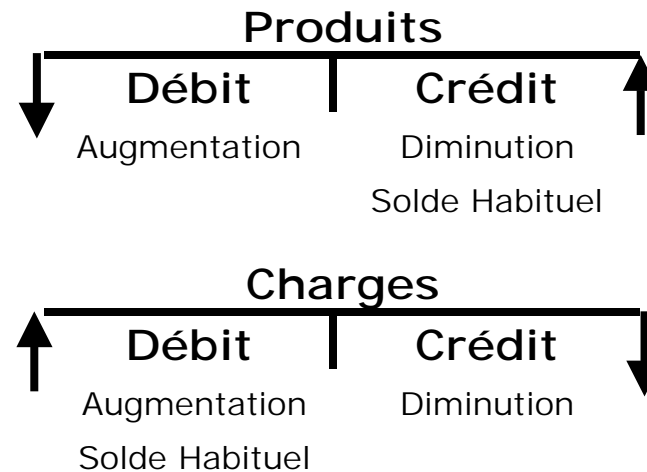 Produits
Débit Crédit
Augmentation Diminution
Solde Habituel
Charges
Débit Crédit
Augmentation Diminution
Solde Habituel